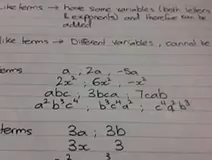 like terms → have same variables (both letters
& exponents) and therefore can be
added
like terms → Different variables, cannot be
terms a, 2a, -5a
2x², 6x², -x²
abc, 3bca, 7cab
a²b³c⁴, b³c⁴a², c⁴a²b³
terms 3a ; 3b
3x 3